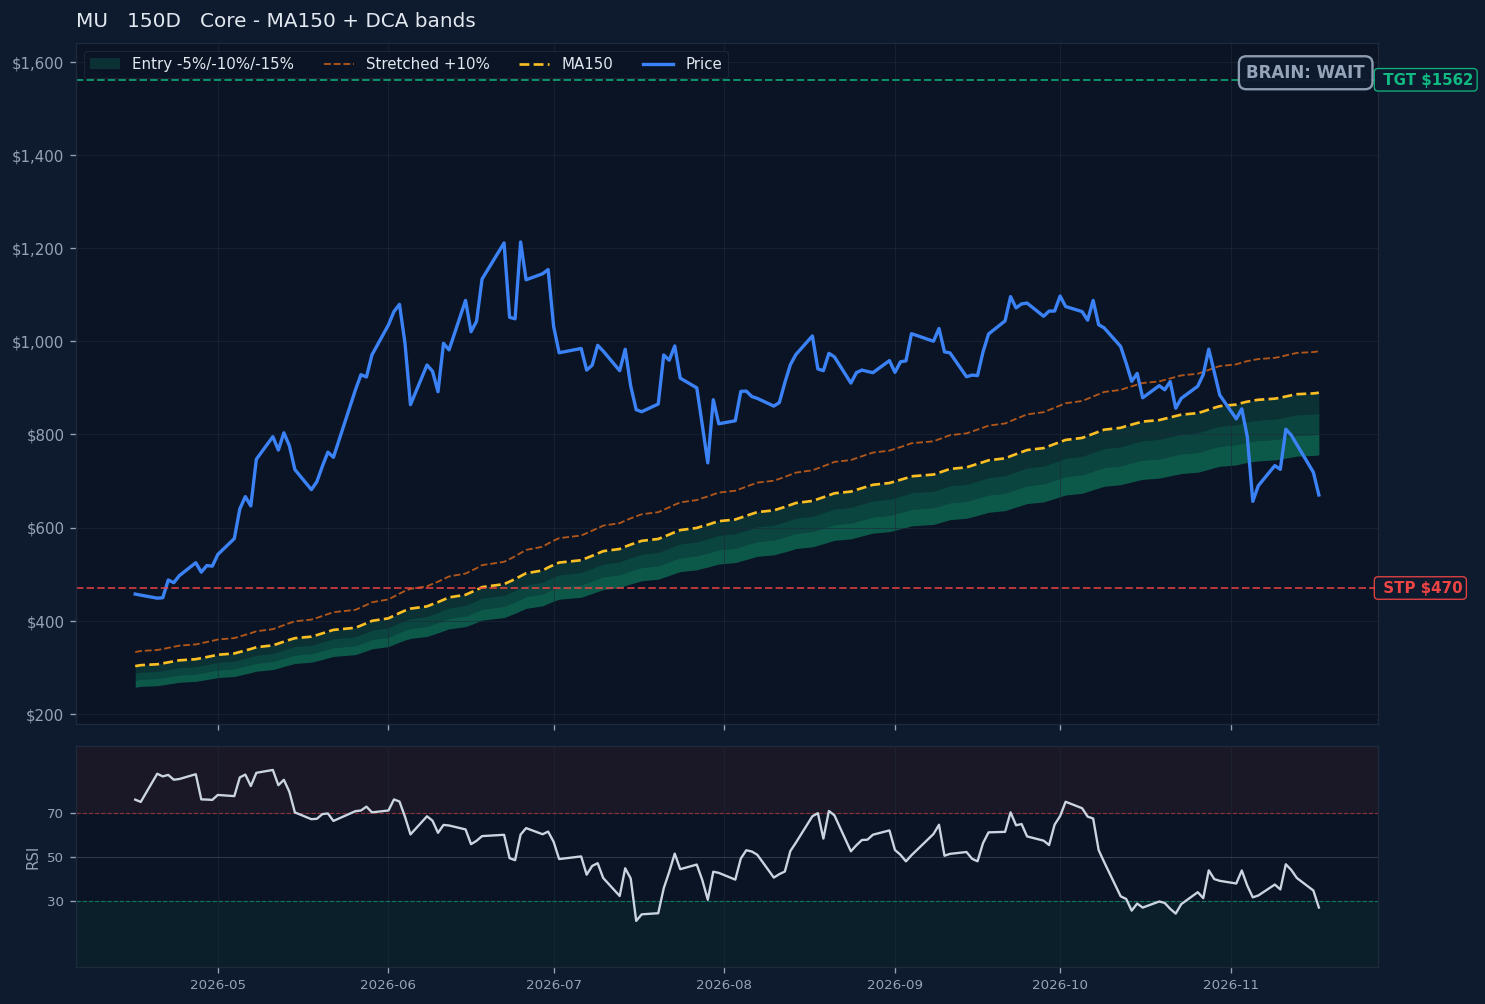 MU   150D   Core - MA150 + DCA bands
Entry -5%/-10%/-15%
Stretched +10%
MA150
Price
BRAIN: WAIT
TGT $1562
STP $470
$1,600
$1,400
$1,200
$1,000
$800
$600
$400
$200
RSI
70
50
30
2026-05
2026-06
2026-07
2026-08
2026-09
2026-10
2026-11